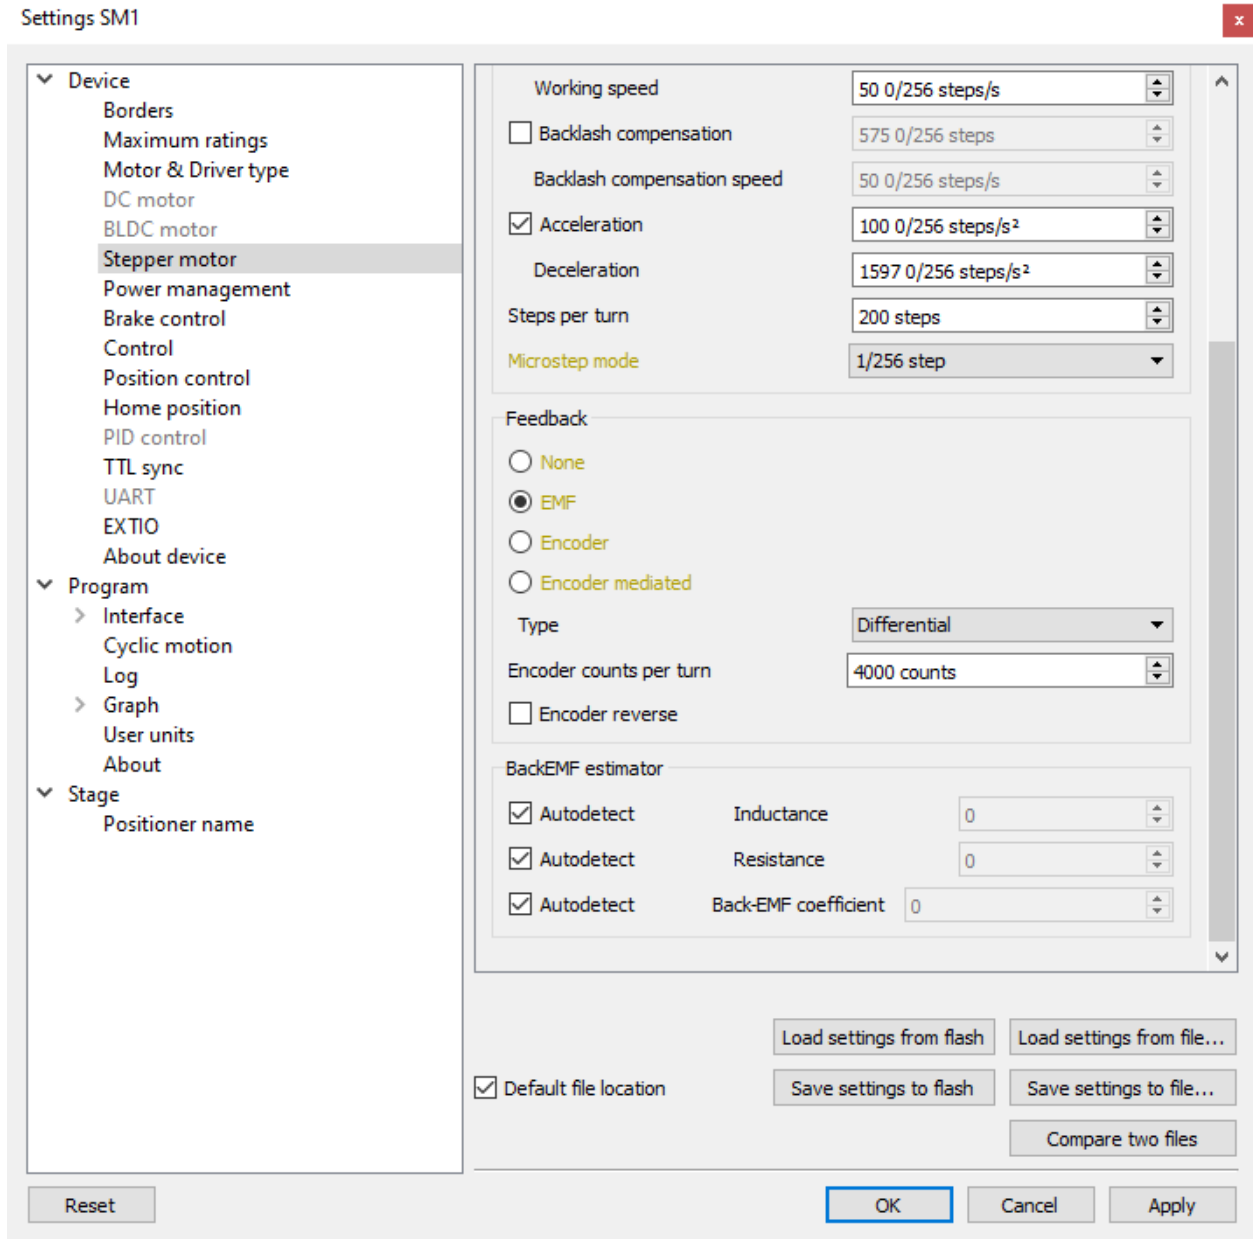 Settings SM1
x
Device
Borders
Maximum ratings
Motor & Driver type
DC motor
BLDC motor
Stepper motor
Power management
Brake control
Control
Position control
Home position
PID control
TTL sync
UART
EXTIO
About device
Program
Interface
Cyclic motion
Log
Graph
User units
About
Stage
Positioner name
Working speed 50 0/256 steps/s
Backlash compensation 575 0/256 steps
Backlash compensation speed 50 0/256 steps/s
Acceleration 100 0/256 steps/s²
Deceleration 1597 0/256 steps/s²
Steps per turn 200 steps
Microstep mode 1/256 step
Feedback
None
EMF
Encoder
Encoder mediated
Type Differential
Encoder counts per turn 4000 counts
Encoder reverse
BackEMF estimator
Autodetect Inductance 0
Autodetect Resistance 0
Autodetect Back-EMF coefficient 0
Load settings from flash Load settings from file...
Default file location Save settings to flash Save settings to file...
Compare two files
Reset OK Cancel Apply